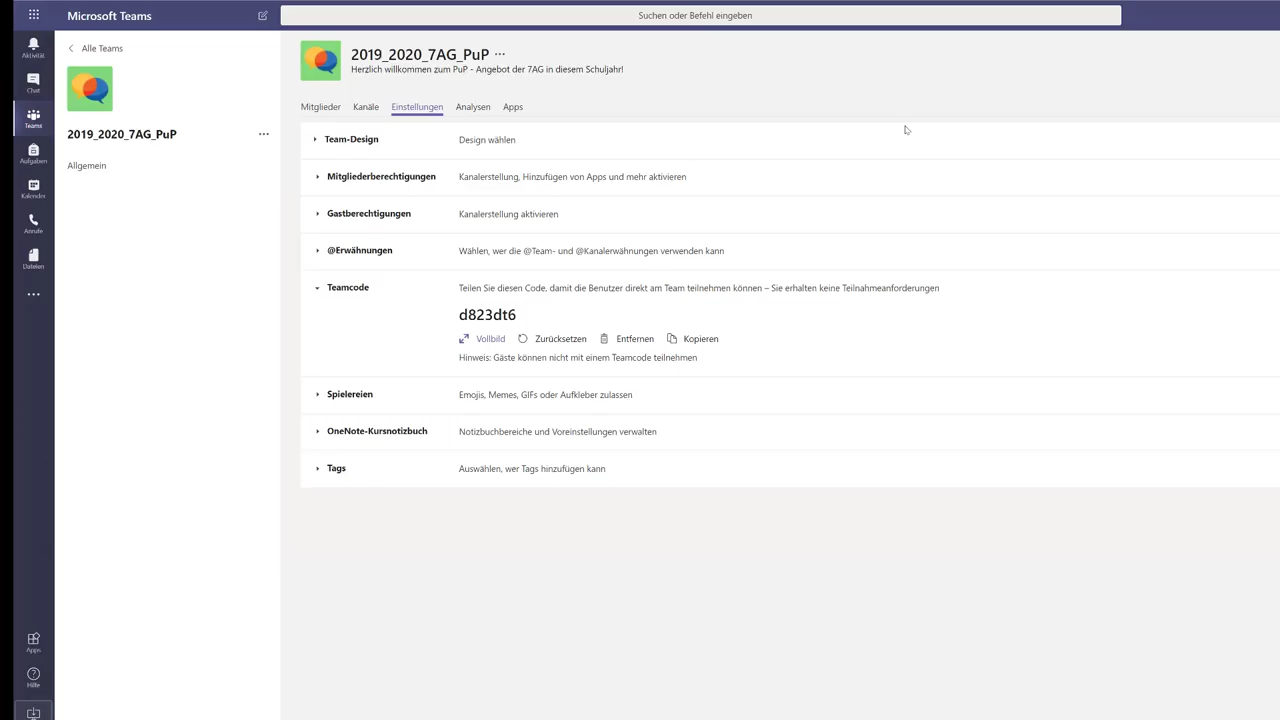 Microsoft Teams
Suchen oder Befehl eingeben
Aktivität
Chat
Teams
Aufgaben
Kalender
Anrufe
Dateien
Apps
Hilfe
Alle Teams
2019_2020_7AG_PuP
Allgemein
2019_2020_7AG_PuP
Herzlich willkommen zum PuP - Angebot der 7AG in diesem Schuljahr!
Mitglieder Kanäle Einstellungen Analysen Apps
Team-Design Design wählen
Mitgliederberechtigungen Kanalerstellung, Hinzufügen von Apps und mehr aktivieren
Gastberechtigungen Kanalerstellung aktivieren
@Erwähnungen Wählen, wer die @Team- und @Kanalerwähnungen verwenden kann
Teamcode Teilen Sie diesen Code, damit die Benutzer direkt am Team teilnehmen können – Sie erhalten keine Teilnahmeanforderungen
d823dt6
Vollbild Zurücksetzen Entfernen Kopieren
Hinweis: Gäste können nicht mit einem Teamcode teilnehmen
Spielereien Emojis, Memes, GIFs oder Aufkleber zulassen
OneNote-Kursnotizbuch Notizbuchbereiche und Voreinstellungen verwalten
Tags Auswählen, wer Tags hinzufügen kann